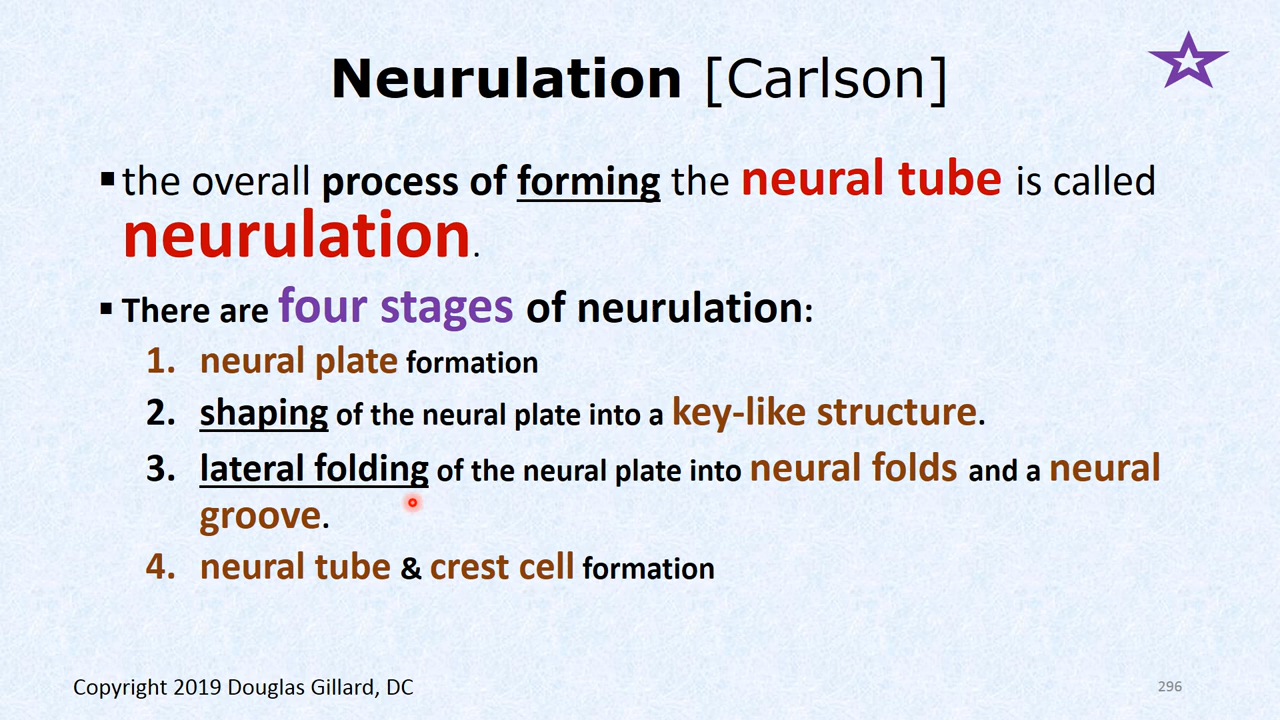 Neurulation [Carlson]
▪the overall process of forming the neural tube is called
neurulation.
▪ There are four stages of neurulation:
1. neural plate formation
2. shaping of the neural plate into a key-like structure.
3. lateral folding of the neural plate into neural folds and a neural
groove.
4. neural tube & crest cell formation
Copyright 2019 Douglas Gillard, DC
296